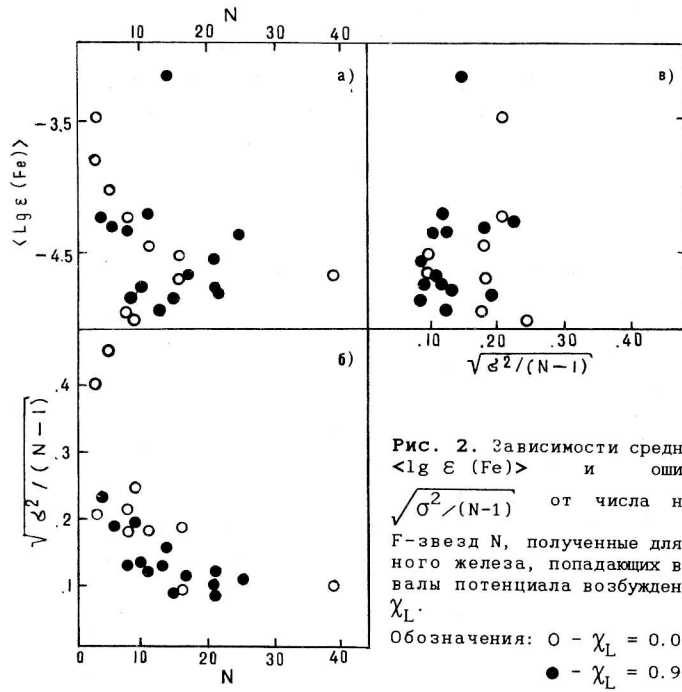 N
10 20 30 40
а)
в)
<Lg ε (Fe)>
-3.5
-4.5
.10 .20 .30 .40
√σ²/(N-1)
б)
√σ²/(N-1)
.4
.3
.2
.1
0 10 20 30 40
N
Рис. 2. Зависимости средн
<lg ε (Fe)> и оши
√σ²/(N-1) от числа н
F-звезд N, полученные для
ного железа, попадающих в
валы потенциала возбужден
χL.
Обозначения: О - χL = 0.0
● - χL = 0.9